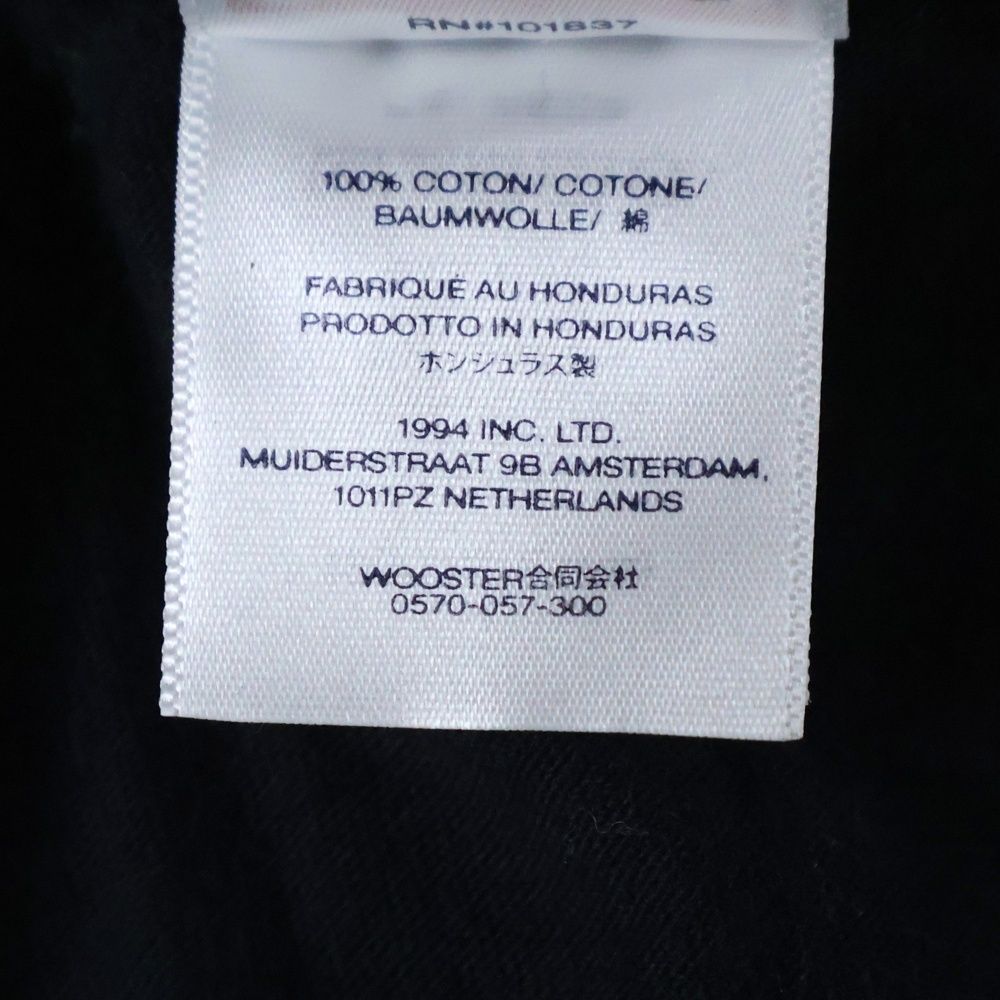 RN#101837
100% COTON/ COTONE/
BAUMWOLLE/ 綿
FABRIQUÉ AU HONDURAS
PRODOTTO IN HONDURAS
ホンジュラス製
1994 INC. LTD.
MUIDERSTRAAT 9B AMSTERDAM,
1011PZ NETHERLANDS
WOOSTER合同会社
0570-057-300